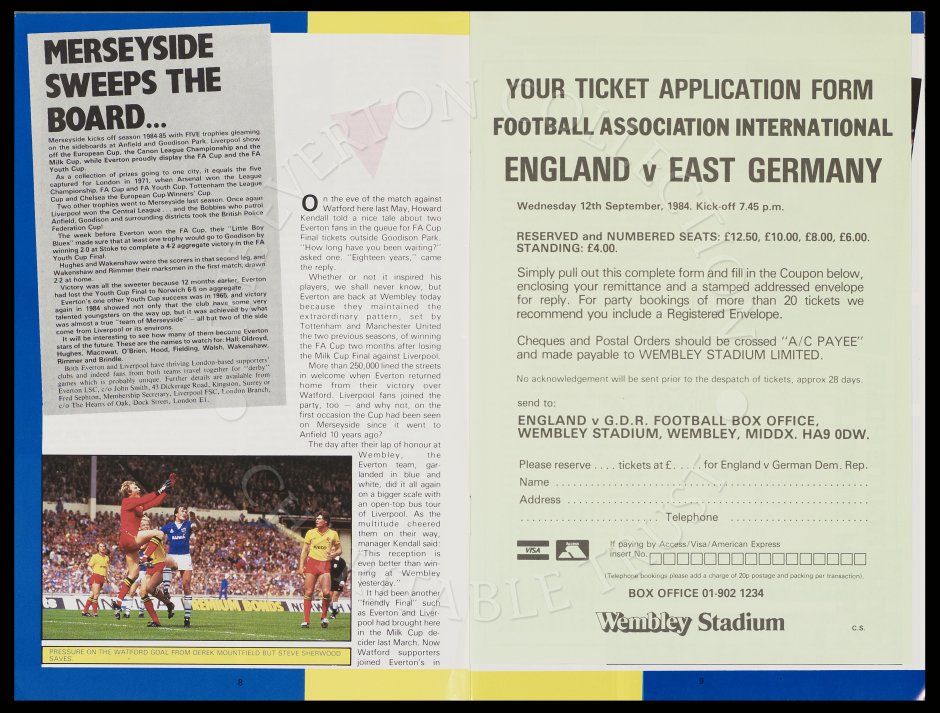 MERSEYSIDE
SWEEPS THE
BOARD...
Merseyside kicks off season 1984-85 with FIVE trophies gleaming
on the sideboards at Anfield and Goodison Park. Liverpool show
off the European Cup, the Canon League Championship and the
Milk Cup, while Everton proudly display the FA Cup and the FA
Youth Cup.
As a collection of prizes going to one city, it equals the five
captured for London in 1971, when Arsenal won the League
Championship, FA Cup and FA Youth Cup, Tottenham the League
Cup and Chelsea the European Cup Winners' Cup.
Two other trophies went to Merseyside last season. Once again
Liverpool won the Central League . . . and the Bobbies who patrol
Anfield, Goodison and surrounding districts took the British Police
Federation Cup!
The week before Everton won the FA Cup, their "Little Boy
Blues" made sure that at least one trophy would go to Goodison by
winning 2-0 at Stoke to complete a 4-2 aggregate victory in the FA
Youth Cup Final.
Hughes and Wakenshaw were the scorers in that second leg, and
Wakenshaw and Rimmer their marksmen in the first match, drawn
2-2 at home.
Victory was all the sweeter because 12 months earlier, Everton
had lost the Youth Cup Final to Norwich 6-5 on aggregate.
Everton's one other Youth Cup success was in 1965, and victory
again in 1984 showed not only that the club have some very
talented youngsters on the way up, but it was achieved by what
was almost a true "team of Merseyside" — all but two of the side
come from Liverpool or its environs.
It will be interesting to see how many of them become Everton
stars of the future. These are the names to watch for: Hall; Oldroyd,
Hughes, Macowat, O'Brien, Hood, Fielding, Walsh, Wakenshaw,
Rimmer and Brindle.
Both Everton and Liverpool have thriving London-based supporters'
clubs and indeed fans from both teams travel together for "derby"
games which is probably unique. Further details are available from
Everton LSC, c/o John Smith, 43 Dickerage Road, Kingston, Surrey or
Fred Sephton, Membership Secretary, Liverpool FSC, London Branch,
c/o The Hearts of Oak, Dock Street, London E1.
On the eve of the match against
Watford here last May, Howard
Kendall told a nice tale about two
Everton fans in the queue for FA Cup
Final tickets outside Goodison Park.
"How long have you been waiting?"
asked one. "Eighteen years," came
the reply.
Whether or not it inspired his
players, we shall never know, but
Everton are back at Wembley today
because they maintained the
extraordinary pattern, set by
Tottenham and Manchester United
the two previous seasons, of winning
the FA Cup two months after losing
the Milk Cup Final against Liverpool.
More than 250,000 lined the streets
in welcome when Everton returned
home from their victory over
Watford. Liverpool fans joined the
party, too — and why not, on the
first occasion the Cup had been seen
on Merseyside since it went to
Anfield 10 years ago?
The day after their lap of honour at
Wembley, the
Everton team, gar-
landed in blue and
white, did it all again
on a bigger scale with
an open-top bus tour
of Liverpool. As the
multitude cheered
them on their way,
manager Kendall said:
"This reception is
even better than win-
ning at Wembley
yesterday."
It had been another
"friendly Final" such
as Everton and Liver-
pool had brought here
in the Milk Cup de-
cider last March. Now
Watford supporters
joined Everton's in
PREMIUM BONDS
PRESSURE ON THE WATFORD GOAL FROM DEREK MOUNTFIELD BUT STEVE SHERWOOD
SAVES.
8
YOUR TICKET APPLICATION FORM
FOOTBALL ASSOCIATION INTERNATIONAL
ENGLAND v EAST GERMANY
Wednesday 12th September, 1984. Kick-off 7.45 p.m.
RESERVED and NUMBERED SEATS: £12.50, £10.00, £8.00, £6.00.
STANDING: £4.00.
Simply pull out this complete form and fill in the Coupon below,
enclosing your remittance and a stamped addressed envelope
for reply. For party bookings of more than 20 tickets we
recommend you include a Registered Envelope.
Cheques and Postal Orders should be crossed "A/C PAYEE"
and made payable to WEMBLEY STADIUM LIMITED.
No acknowledgement will be sent prior to the despatch of tickets, approx 28 days.
send to:
ENGLAND v G.D.R. FOOTBALL BOX OFFICE,
WEMBLEY STADIUM, WEMBLEY, MIDDX. HA9 0DW.
Please reserve .... tickets at £ ..... for England v German Dem. Rep.
Name
Address
Telephone
VISA
Access
If paying by Access/Visa/American Express
insert No.
(Telephone bookings please add a charge of 20p postage and packing per transaction).
BOX OFFICE 01-902 1234
Wembley Stadium
C.S.
9
EVERTON COLLECTION
CHARITABLE TRUST